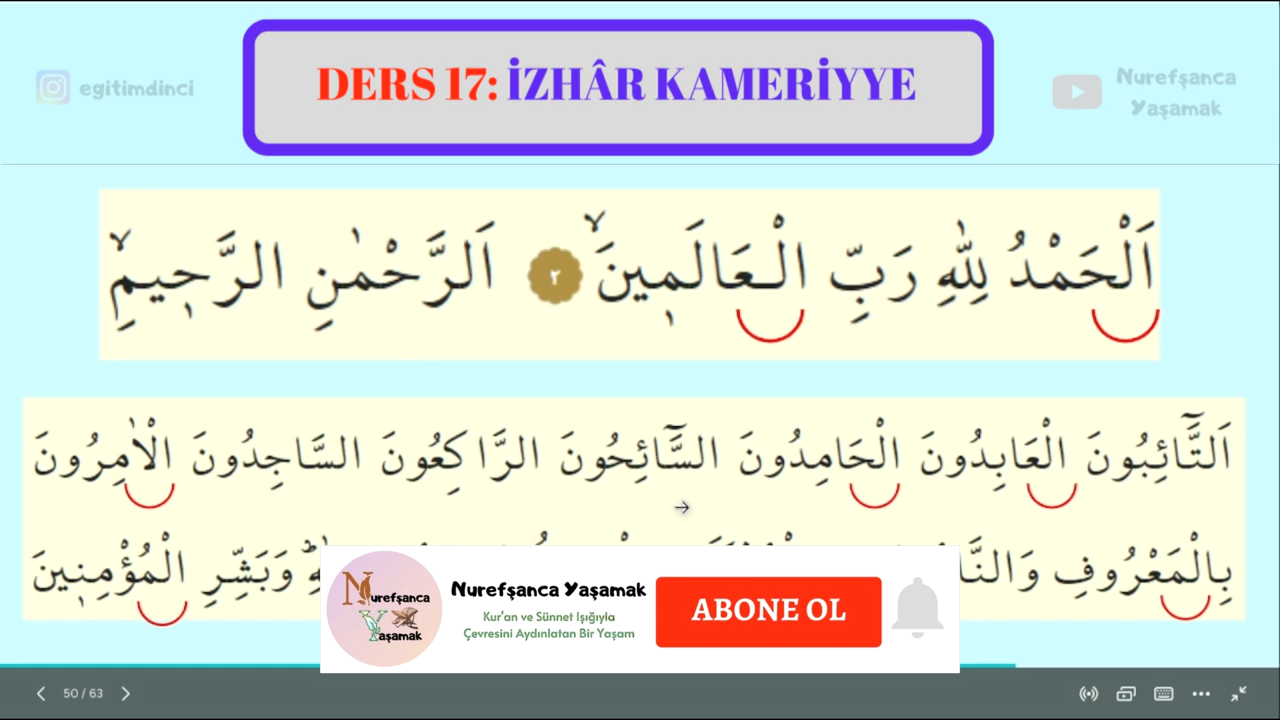 DERS 17: İZHÂR KAMERİYYE
egitimdinci
Nurefşanca
Yaşamak
اَلْحَمْدُ لِلّٰهِ رَبِّ الْعَالَمٖينَۙ ٢ اَلرَّحْمٰنِ الرَّحٖيمِۙ
اَلتَّٓائِبُونَ الْعَابِدُونَ الْحَامِدُونَ السَّٓائِحُونَ الرَّاكِعُونَ السَّاجِدُونَ الْاٰمِرُونَ
بِالْمَعْرُوفِ وَبَشِّرِ الْمُؤْمِنٖينَ
Nurefşanca
Yaşamak
Nurefşanca Yaşamak
Kur'an ve Sünnet Işığıyla
Çevresini Aydınlatan Bir Yaşam
ABONE OL
50 / 63